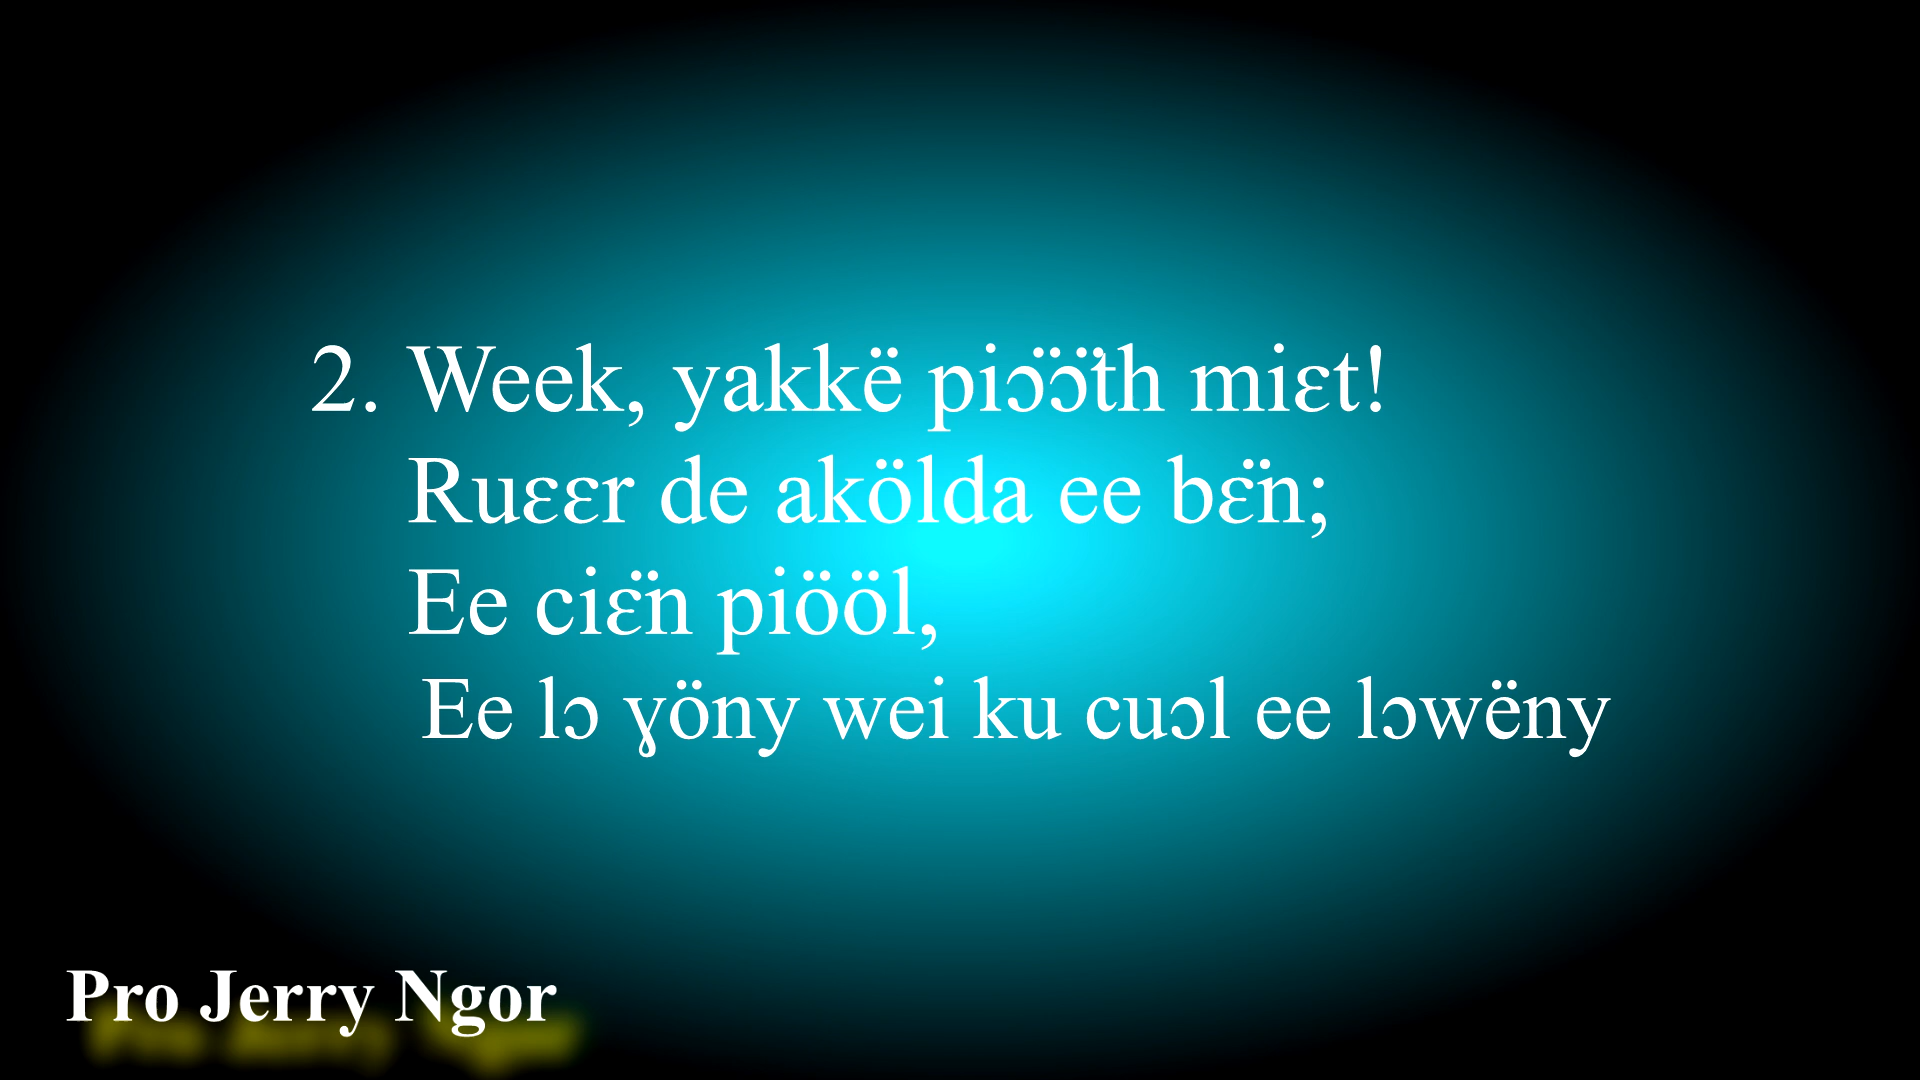 2. Week, yakkë piɔ̈ɔ̈th miɛt!
Ruɛɛr de akölda ee bɛ̈n;
Ee ciɛ̈n piööl,
Ee lɔ ɣöny wei ku cuɔl ee lɔwëny
Pro Jerry Ngor